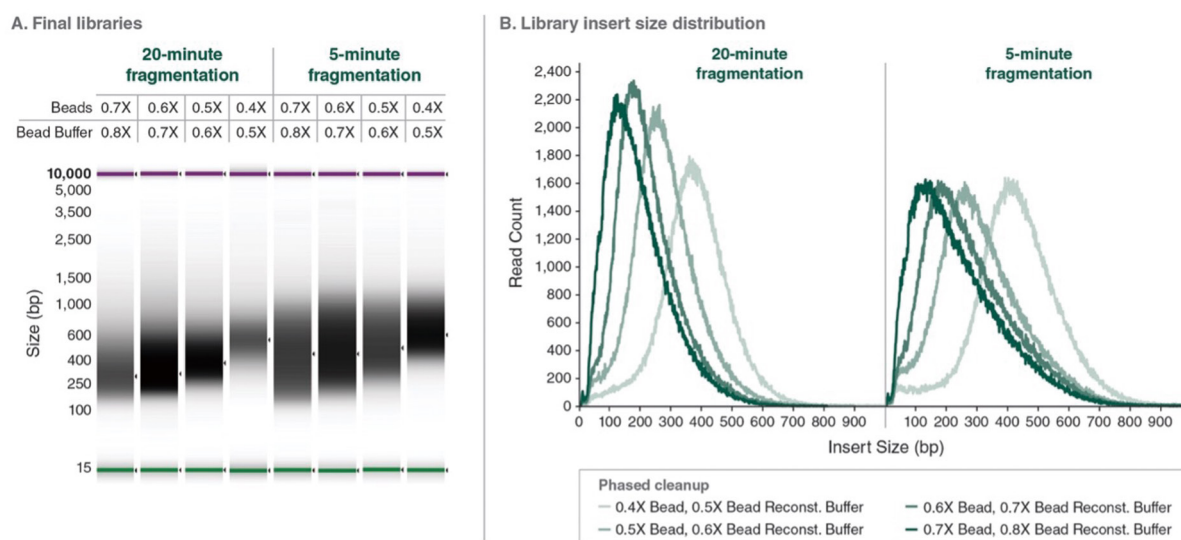 A. Final libraries
20-minute
fragmentation
5-minute
fragmentation
Beads 0.7X 0.6X 0.5X 0.4X 0.7X 0.6X 0.5X 0.4X
Bead Buffer 0.8X 0.7X 0.6X 0.5X 0.8X 0.7X 0.6X 0.5X
Size (bp)
10,000
5,000
3,500
2,500
1,500
1,000
600
400
250
100
15
B. Library insert size distribution
20-minute
fragmentation
5-minute
fragmentation
Read Count
2,400
2,200
2,000
1,800
1,600
1,400
1,200
1,000
800
600
400
200
0
0 100 200 300 400 500 600 700 800 900 100 200 300 400 500 600 700 800 900
Insert Size (bp)
Phased cleanup
0.4X Bead, 0.5X Bead Reconst. Buffer
0.5X Bead, 0.6X Bead Reconst. Buffer
0.6X Bead, 0.7X Bead Reconst. Buffer
0.7X Bead, 0.8X Bead Reconst. Buffer